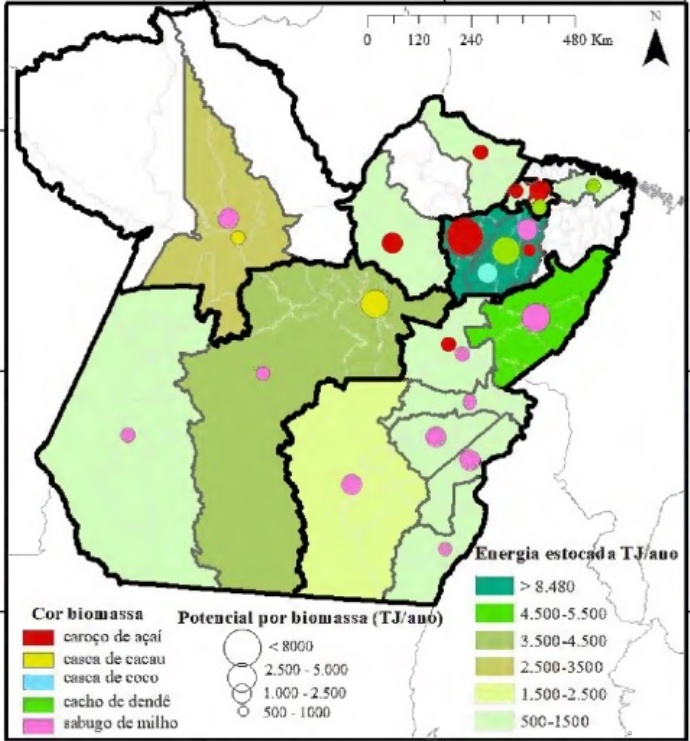 N
0 120 240 480 Km
Energia estocada TJ/ano
> 8.480
4.500-5.500
3.500-4.500
2.500-3500
1.500-2.500
500-1500
Cor biomassa
caroço de açaí
casca de cacau
casca de coco
cacho de dendê
sabugo de milho
Potencial por biomassa (TJ/ano)
< 8000
2.500 - 5.000
1.000 - 2.500
500 - 1000